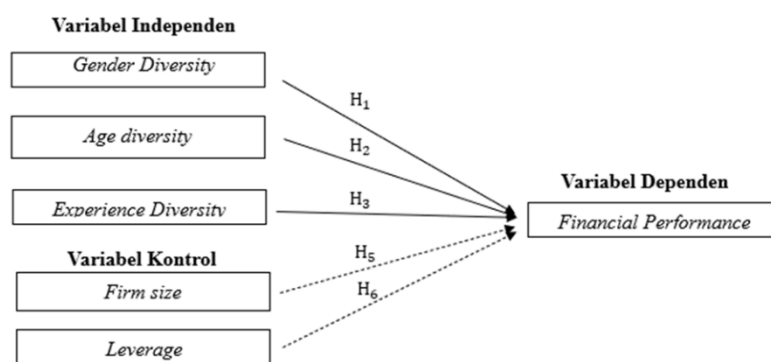 Variabel Independen
Gender Diversity
H₁
Age diversity
H₂
Variabel Dependen
Experience Diversity
H₃
Financial Performance
Variabel Kontrol
H₅
Firm size
H₆
Leverage